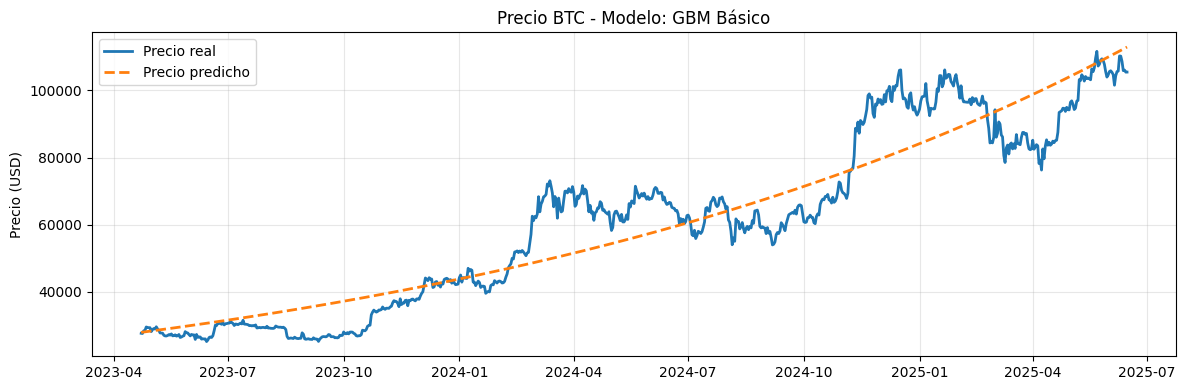 Precio BTC - Modelo: GBM Básico
Precio real
Precio predicho
Precio (USD)
100000
80000
60000
40000
2023-04 2023-07 2023-10 2024-01 2024-04 2024-07 2024-10 2025-01 2025-04 2025-07